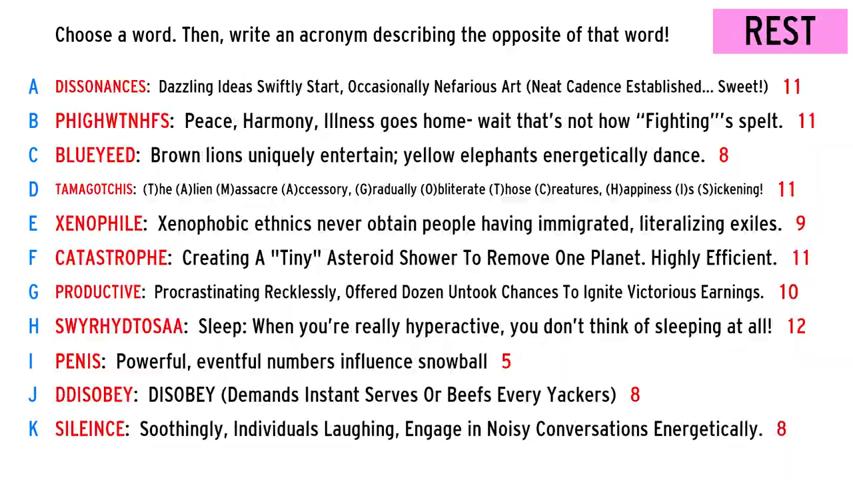 Choose a word. Then, write an acronym describing the opposite of that word!
REST
A DISSONANCES: Dazzling Ideas Swiftly Start, Occasionally Nefarious Art (Neat Cadence Established... Sweet!) 11
B PHIGHWTNHFS: Peace, Harmony, Illness goes home- wait that's not how "Fighting"'s spelt. 11
C BLUEYEED: Brown lions uniquely entertain; yellow elephants energetically dance. 8
D TAMAGOTCHIS: (T)he (A)lien (M)assacre (A)ccessory, (G)radually (O)bliterate (T)hose (C)reatures, (H)appiness (I)s (S)ickening! 11
E XENOPHILE: Xenophobic ethnics never obtain people having immigrated, literalizing exiles. 9
F CATASTROPHE: Creating A "Tiny" Asteroid Shower To Remove One Planet. Highly Efficient. 11
G PRODUCTIVE: Procrastinating Recklessly, Offered Dozen Untook Chances To Ignite Victorious Earnings. 10
H SWYRHYDTOSAA: Sleep: When you're really hyperactive, you don't think of sleeping at all! 12
I PENIS: Powerful, eventful numbers influence snowball 5
J DDISOBEY: DISOBEY (Demands Instant Serves Or Beefs Every Yackers) 8
K SILEINCE: Soothingly, Individuals Laughing, Engage in Noisy Conversations Energetically. 8